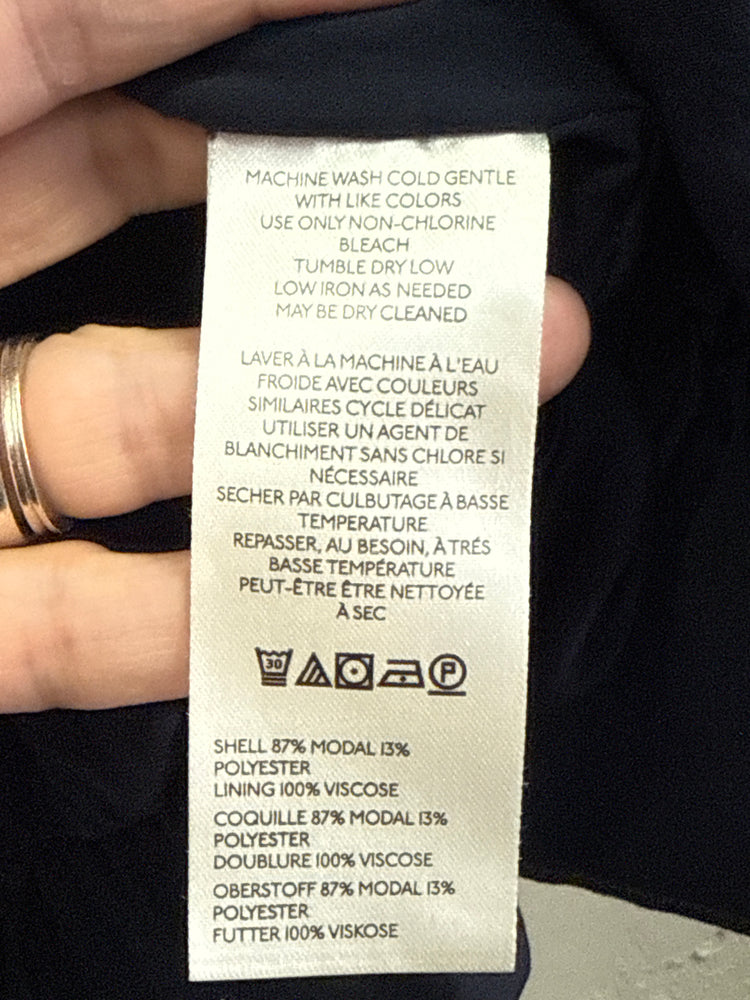 MACHINE WASH COLD GENTLE
WITH LIKE COLORS
USE ONLY NON-CHLORINE
BLEACH
TUMBLE DRY LOW
LOW IRON AS NEEDED
MAY BE DRY CLEANED
LAVER À LA MACHINE À L'EAU
FROIDE AVEC COULEURS
SIMILAIRES CYCLE DÉLICAT
UTILISER UN AGENT DE
BLANCHIMENT SANS CHLORE SI
NÉCESSAIRE
SECHER PAR CULBUTAGE À BASSE
TEMPERATURE
REPASSER, AU BESOIN, À TRÉS
BASSE TEMPÉRATURE
PEUT-ÊTRE ÊTRE NETTOYÉE
À SEC
30 P
SHELL 87% MODAL 13%
POLYESTER
LINING 100% VISCOSE
COQUILLE 87% MODAL 13%
POLYESTER
DOUBLURE 100% VISCOSE
OBERSTOFF 87% MODAL 13%
POLYESTER
FUTTER 100% VISKOSE